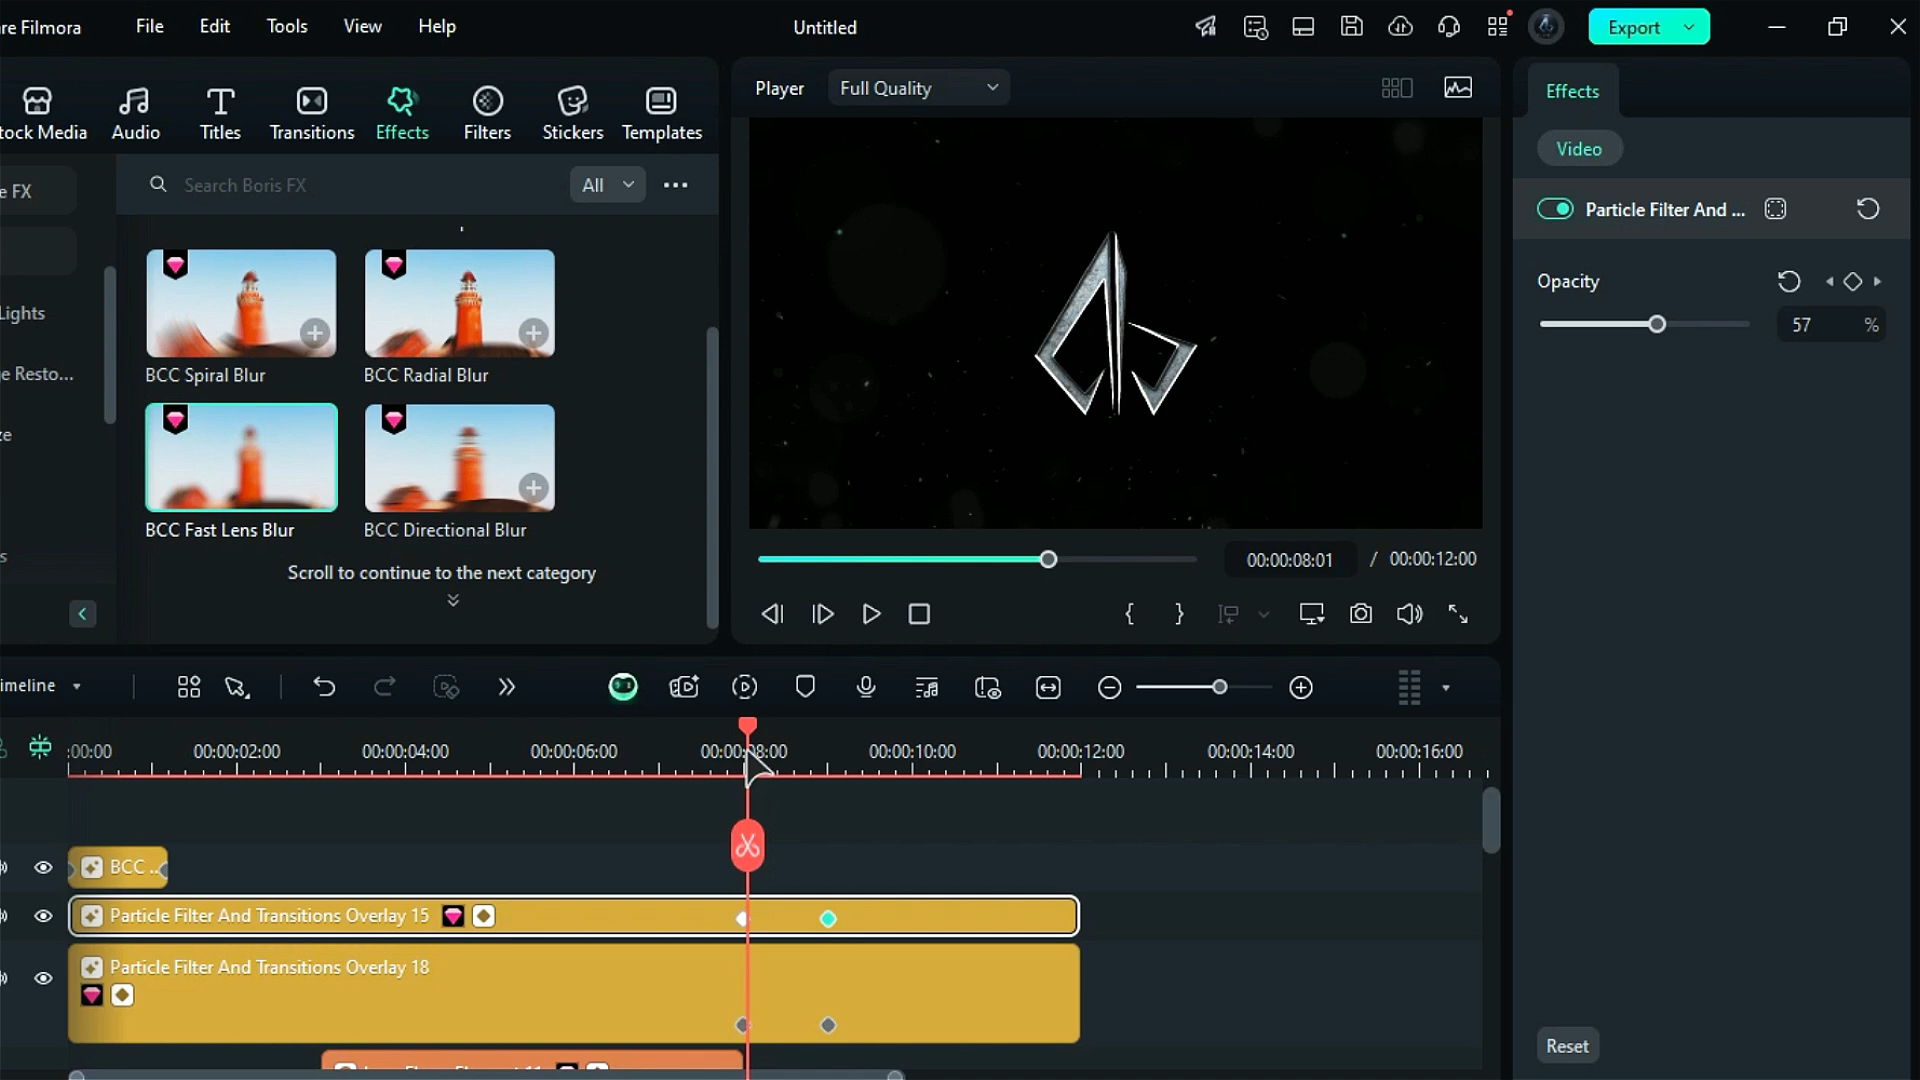 re Filmora
File
Edit
Tools
View
Help
Untitled
Export
tock Media
Audio
Titles
Transitions
Effects
Filters
Stickers
Templates
Player
Full Quality
Effects
Video
e FX
Search Boris FX
All
Particle Filter And ...
Opacity
57
%
Lights
e Resto...
ze
s
BCC Spiral Blur
BCC Radial Blur
BCC Fast Lens Blur
BCC Directional Blur
Scroll to continue to the next category
00:00:08:01
/
00:00:12:00
imeline
:00:00
00:00:02:00
00:00:04:00
00:00:06:00
00:00:08:00
00:00:10:00
00:00:12:00
00:00:14:00
00:00:16:00
BCC ..
Particle Filter And Transitions Overlay 15
Particle Filter And Transitions Overlay 18
Reset